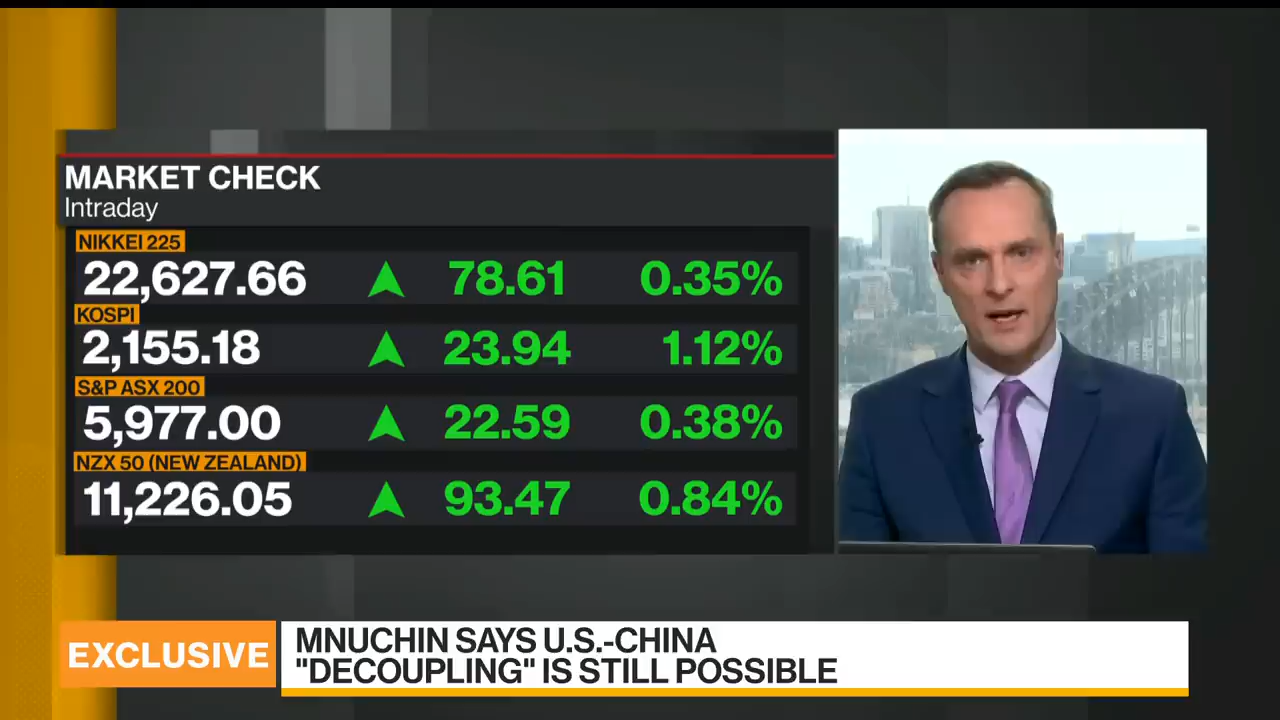 MARKET CHECK
Intraday
NIKKEI 225
22,627.66 78.61 0.35%
KOSPI
2,155.18 23.94 1.12%
S&P ASX 200
5,977.00 22.59 0.38%
NZX 50 (NEW ZEALAND)
11,226.05 93.47 0.84%
EXCLUSIVE
MNUCHIN SAYS U.S.-CHINA
"DECOUPLING" IS STILL POSSIBLE